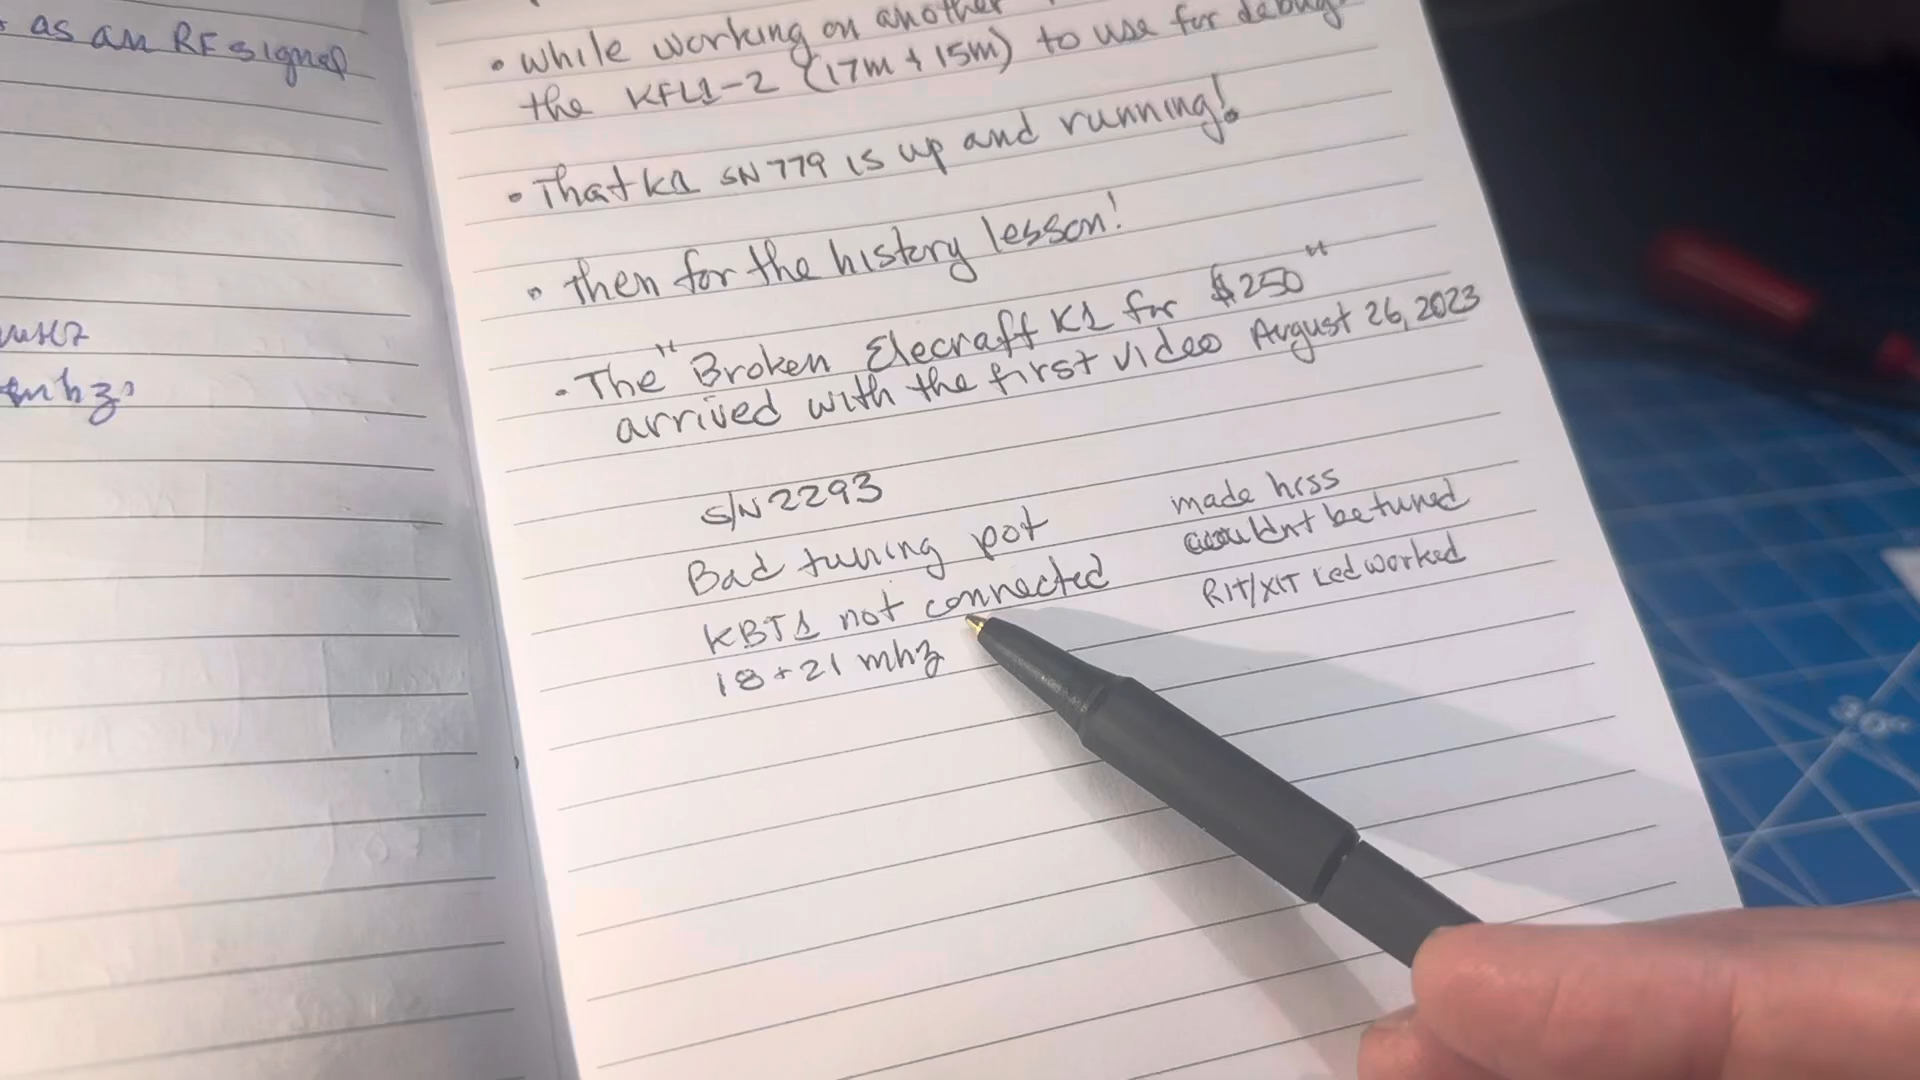 as an RF signal
mhz
• while working on another
the KFL1-2 (17m + 15m) to use for debug
• That K1 SN 779 is up and running!
• then for the history lesson!
• The "Broken Elecraft K1 for $250"
arrived with the first video August 26, 2023
S/N 2293
Bad tuning pot
KBT1 not connected
18 + 21 mhz
made hiss
wouldnt be tuned
RIT/XIT Led worked
30°